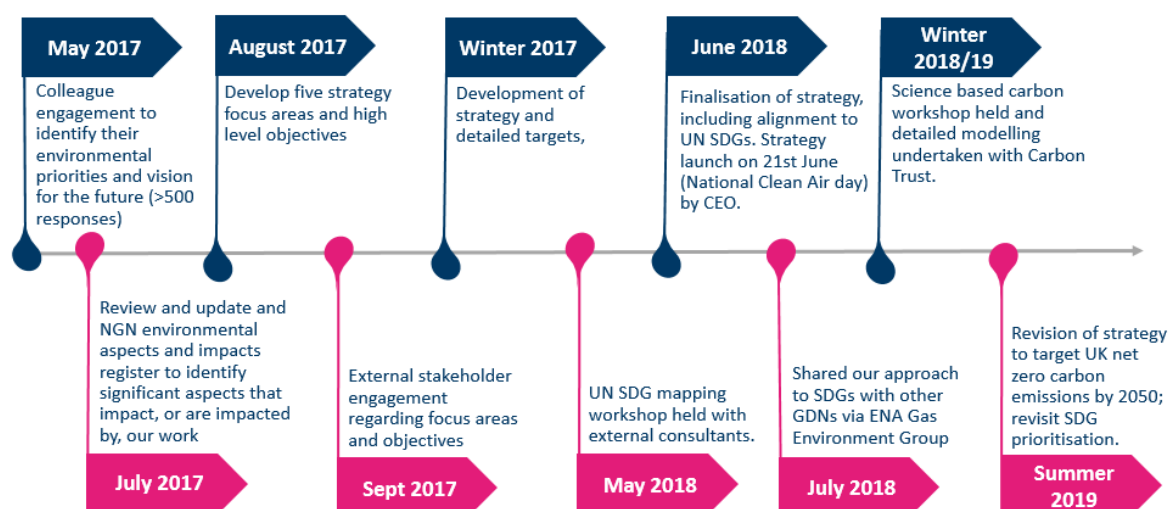 May 2017
Colleague
engagement to
identify their
environmental
priorities and vision
for the future (>500
responses)
August 2017
Develop five strategy
focus areas and high
level objectives
Winter 2017
Development of
strategy and
detailed targets,
June 2018
Finalisation of strategy,
including alignment to
UN SDGs. Strategy
launch on 21st June
(National Clean Air day)
by CEO.
Winter
2018/19
Science based carbon
workshop held and
detailed modelling
undertaken with Carbon
Trust.
Review and update and
NGN environmental
aspects and impacts
register to identify
significant aspects that
impact, or are impacted
by, our work
July 2017
External stakeholder
engagement
regarding focus areas
and objectives
Sept 2017
UN SDG mapping
workshop held with
external consultants.
May 2018
Shared our approach
to SDGs with other
GDNs via ENA Gas
Environment Group
July 2018
Revision of strategy
to target UK net
zero carbon
emissions by 2050;
revisit SDG
prioritisation.
Summer
2019